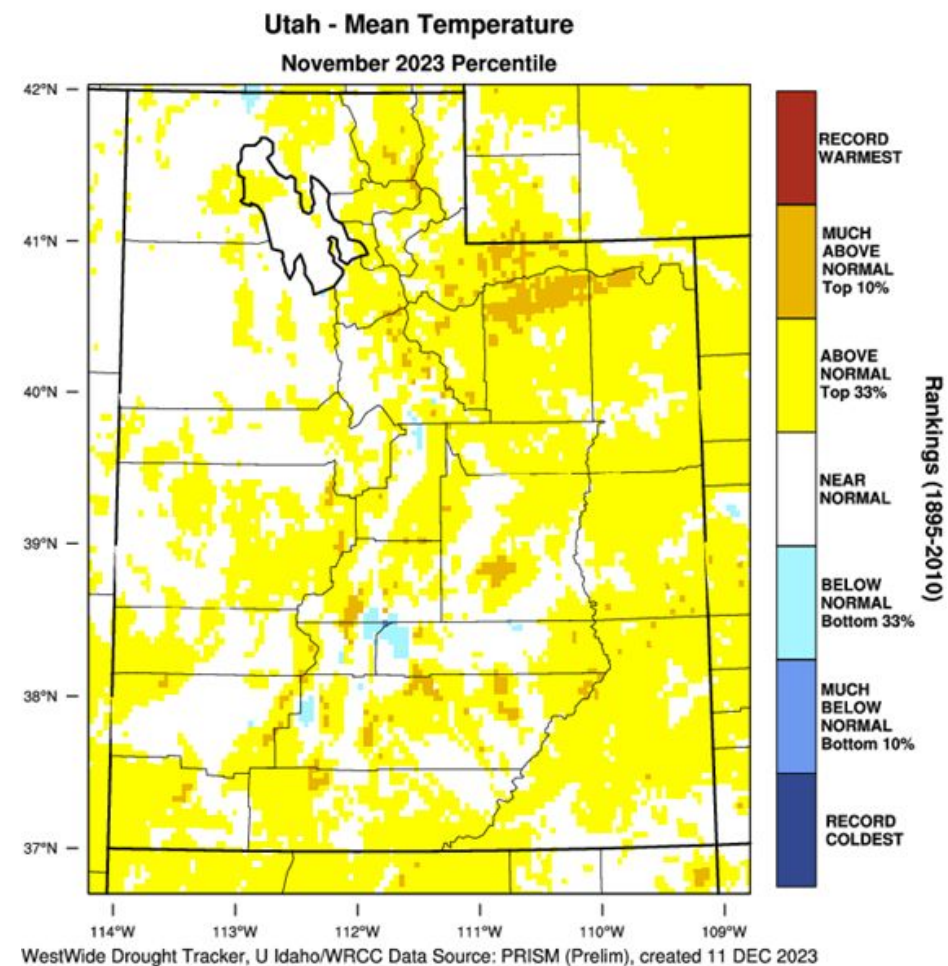 Utah - Mean Temperature
November 2023 Percentile
42°N
41°N
40°N
39°N
38°N
37°N
114°W
113°W
112°W
111°W
110°W
109°W
RECORD
WARMEST
MUCH
ABOVE
NORMAL
Top 10%
ABOVE
NORMAL
Top 33%
NEAR
NORMAL
BELOW
NORMAL
Bottom 33%
MUCH
BELOW
NORMAL
Bottom 10%
RECORD
COLDEST
Rankings (1895-2010)
WestWide Drought Tracker, U Idaho/WRCC Data Source: PRISM (Prelim), created 11 DEC 2023